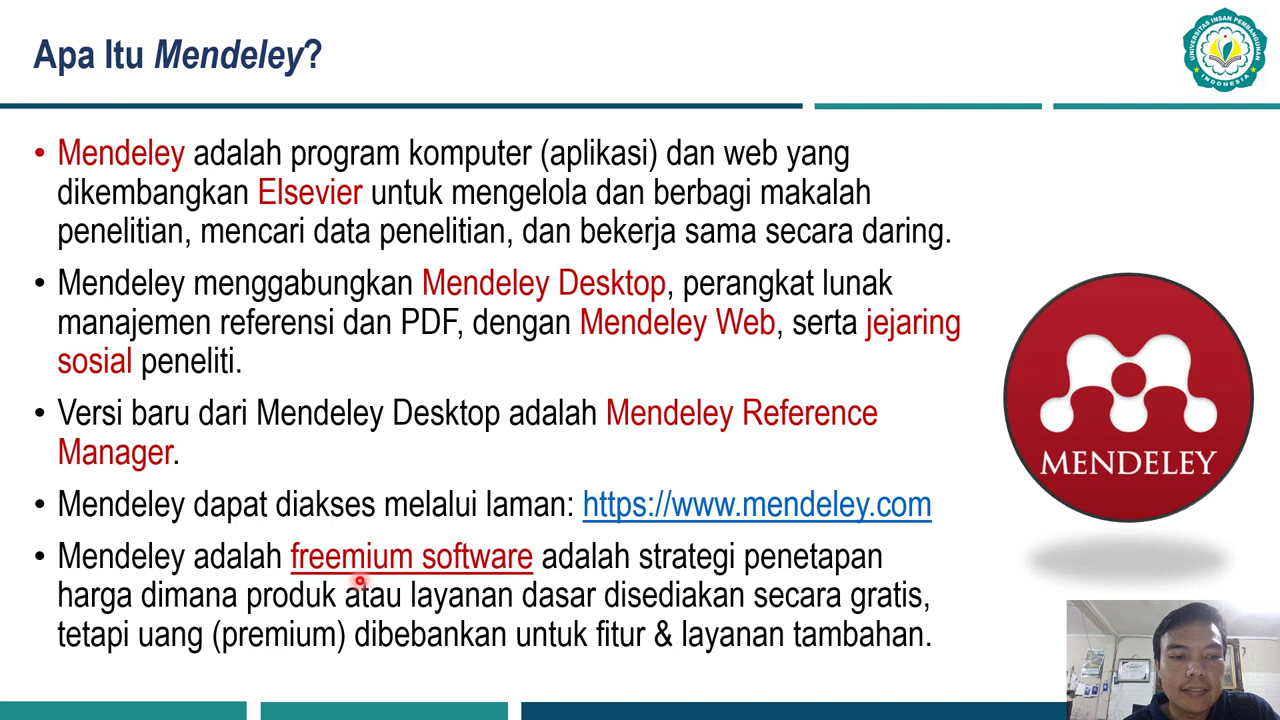 Apa Itu Mendeley?
UNIVERSITAS INSAN PEMBANGUNAN
INDONESIA
• Mendeley adalah program komputer (aplikasi) dan web yang
dikembangkan Elsevier untuk mengelola dan berbagi makalah
penelitian, mencari data penelitian, dan bekerja sama secara daring.
• Mendeley menggabungkan Mendeley Desktop, perangkat lunak
manajemen referensi dan PDF, dengan Mendeley Web, serta jejaring
sosial peneliti.
• Versi baru dari Mendeley Desktop adalah Mendeley Reference
Manager.
• Mendeley dapat diakses melalui laman: https://www.mendeley.com
• Mendeley adalah freemium software adalah strategi penetapan
harga dimana produk atau layanan dasar disediakan secara gratis,
tetapi uang (premium) dibebankan untuk fitur & layanan tambahan.
MENDELEY